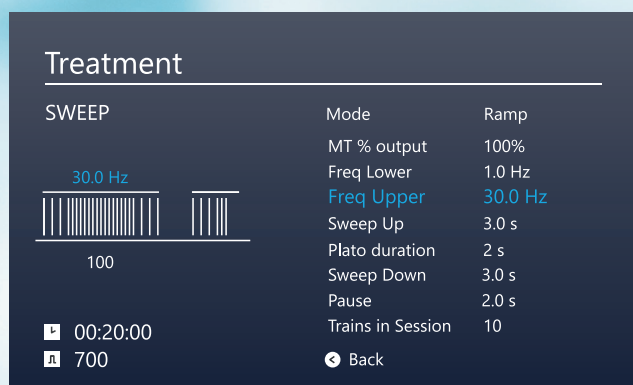 Treatment
SWEEP
30.0 Hz
100
00:20:00
700
Mode Ramp
MT % output 100%
Freq Lower 1.0 Hz
Freq Upper 30.0 Hz
Sweep Up 3.0 s
Plato duration 2 s
Sweep Down 3.0 s
Pause 2.0 s
Trains in Session 10
Back